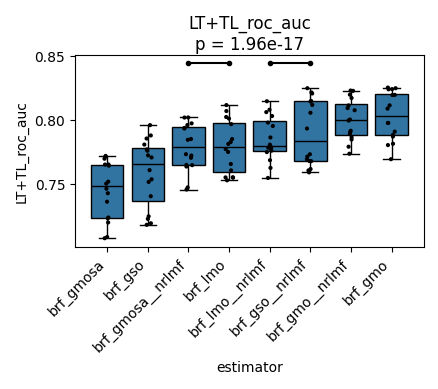 LT+TL_roc_auc
p = 1.96e-17
LT+TL_roc_auc
0.85
0.80
0.75
brf_gmosa
brf_gso
brf_gmosa__nrlmf
brf_lmo
brf_lmo__nrlmf
brf_gso__nrlmf
brf_gmo__nrlmf
brf_gmo
estimator